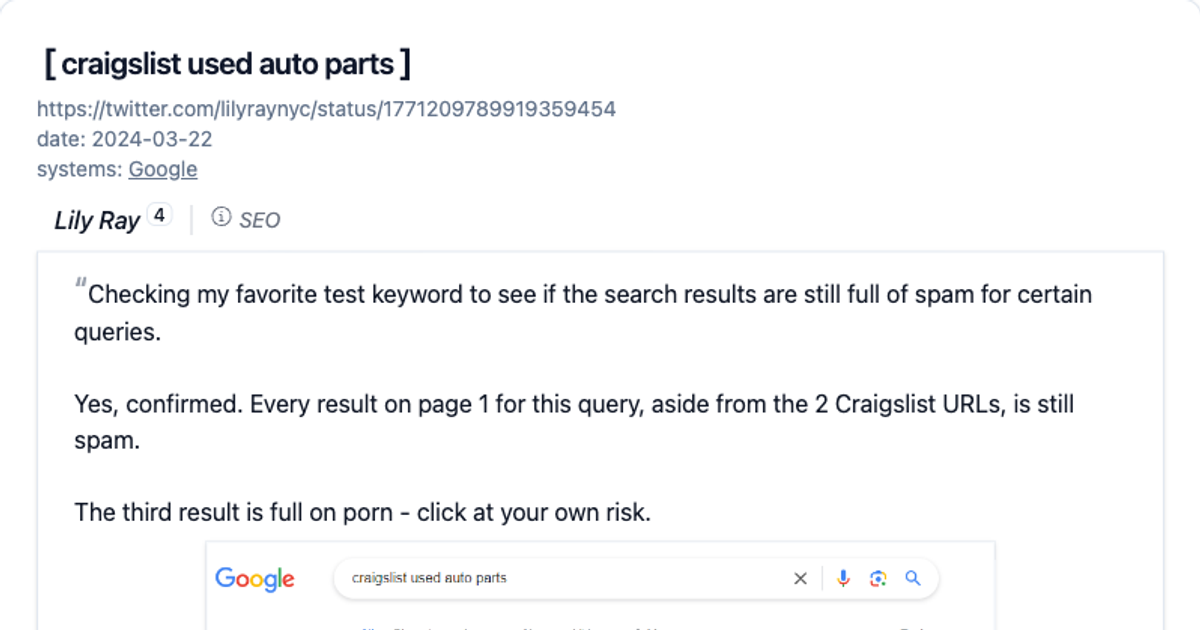 [ craigslist used auto parts ]
https://twitter.com/lilyraynyc/status/1771209789919359454
date: 2024-03-22
systems: Google
Lily Ray 4 SEO
"Checking my favorite test keyword to see if the search results are still full of spam for certain
queries.
Yes, confirmed. Every result on page 1 for this query, aside from the 2 Craigslist URLs, is still
spam.
The third result is full on porn - click at your own risk.
Google craigslist used auto parts